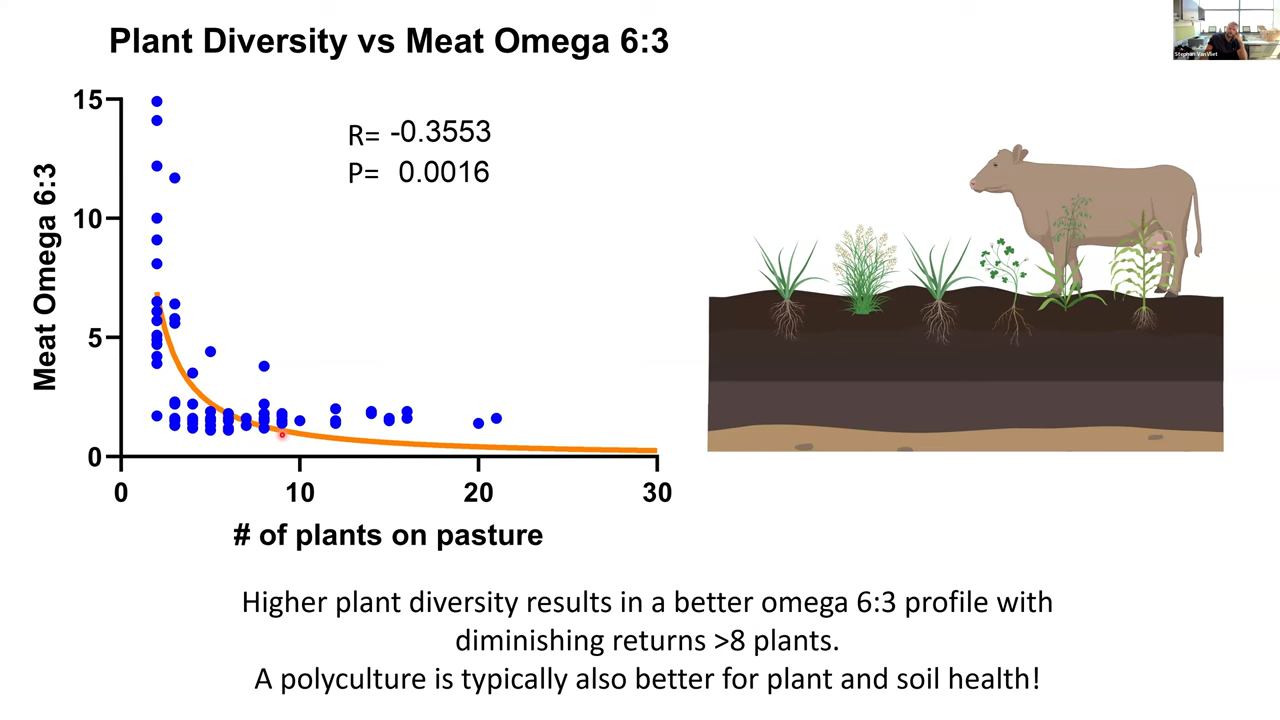 Plant Diversity vs Meat Omega 6:3
Stephan VanVliet
R= -0.3553
P= 0.0016
Meat Omega 6:3
15
10
5
0
0 10 20 30
# of plants on pasture
Higher plant diversity results in a better omega 6:3 profile with
diminishing returns >8 plants.
A polyculture is typically also better for plant and soil health!